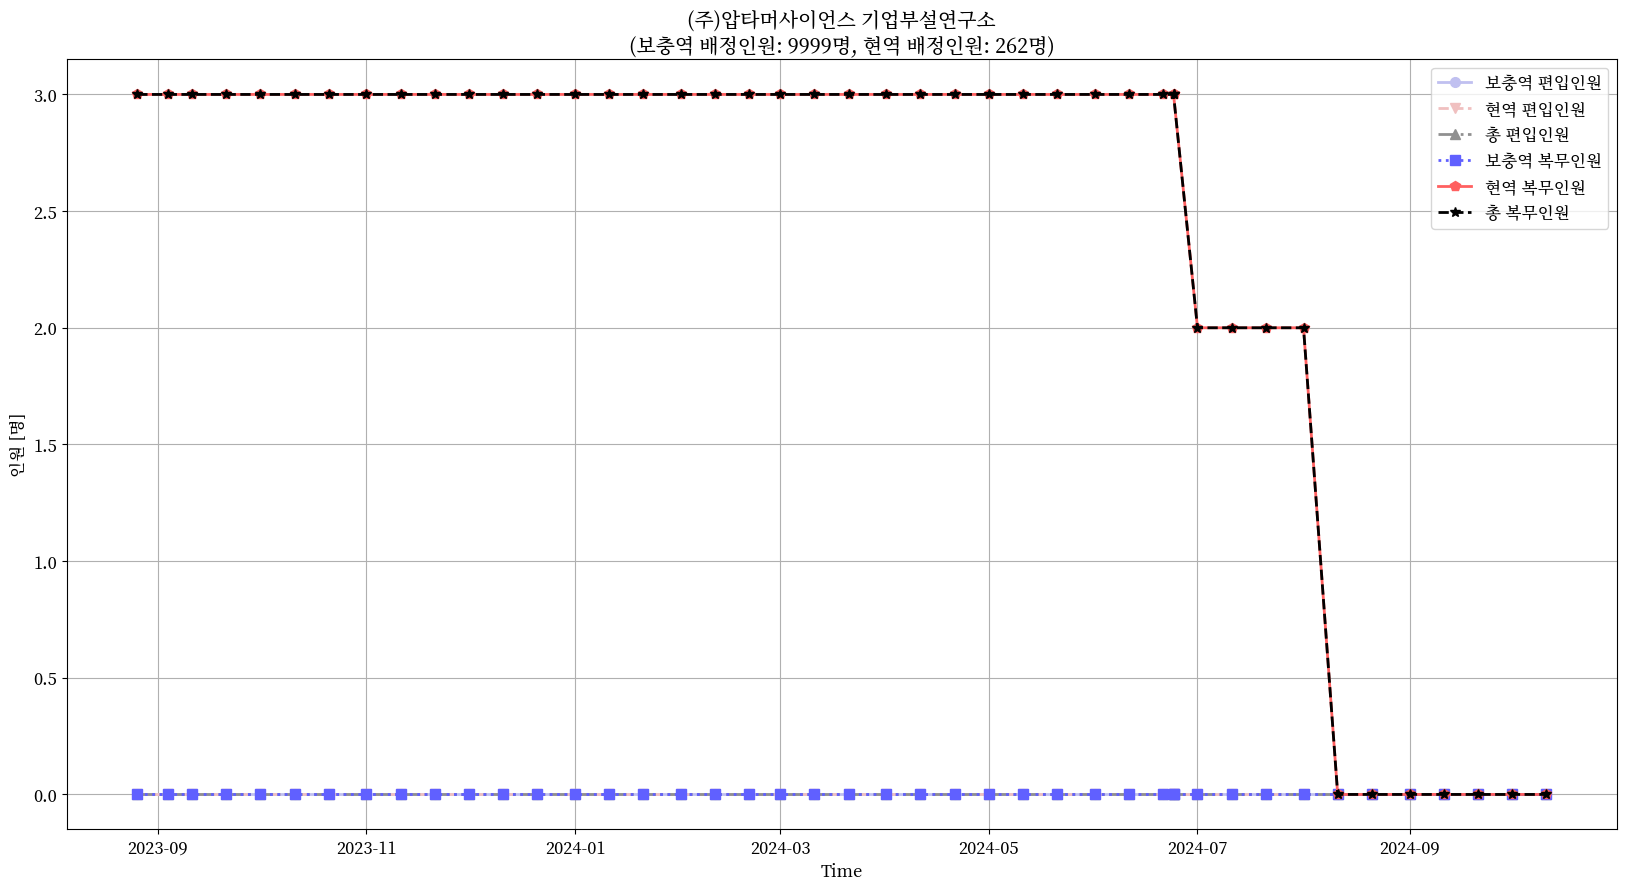 (주)압타머사이언스 기업부설연구소
(보충역 배정인원: 9999명, 현역 배정인원: 262명)
보충역 편입인원
현역 편입인원
총 편입인원
보충역 복무인원
현역 복무인원
총 복무인원
3.0
2.5
2.0
1.5
1.0
0.5
0.0
인원 [명]
2023-09
2023-11
2024-01
2024-03
2024-05
2024-07
2024-09
Time